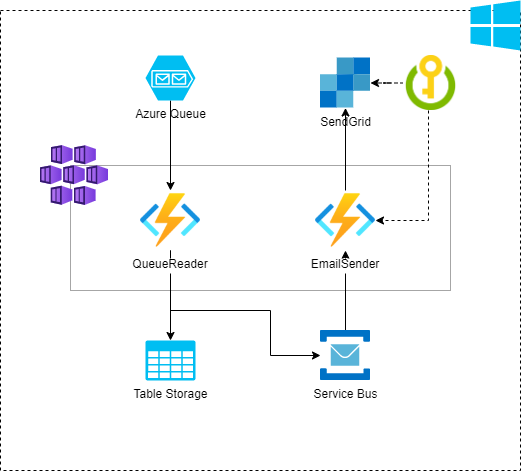 Azure Queue
SendGrid
QueueReader
EmailSender
Table Storage
Service Bus